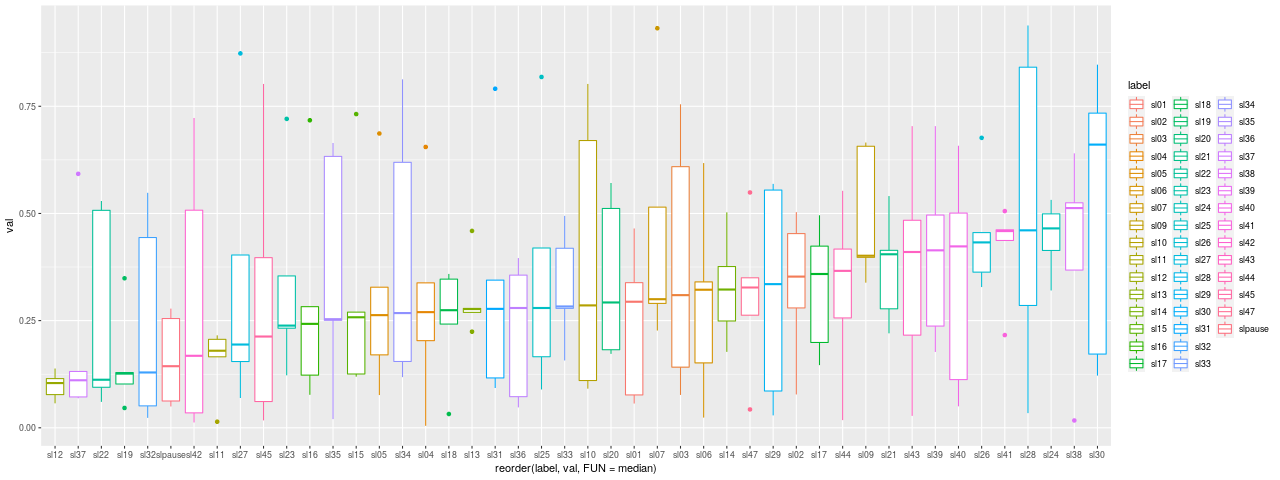 val
0.75
0.50
0.25
0.00
sl12 sl37 sl22 sl19 sl32 slpause sl42 sl11 sl27 sl45 sl23 sl16 sl35 sl15 sl05 sl34 sl04 sl18 sl13 sl31 sl36 sl25 sl33 sl10 sl20 sl01 sl07 sl03 sl06 sl14 sl47 sl29 sl02 sl17 sl44 sl09 sl21 sl43 sl39 sl40 sl26 sl41 sl28 sl24 sl38 sl30
reorder(label, val, FUN = median)
label
sl01 sl18 sl34
sl02 sl19 sl35
sl03 sl20 sl36
sl04 sl21 sl37
sl05 sl22 sl38
sl06 sl23 sl39
sl07 sl24 sl40
sl09 sl25 sl41
sl10 sl26 sl42
sl11 sl27 sl43
sl12 sl28 sl44
sl13 sl29 sl45
sl14 sl30 sl47
sl15 sl31 slpause
sl16 sl32
sl17 sl33